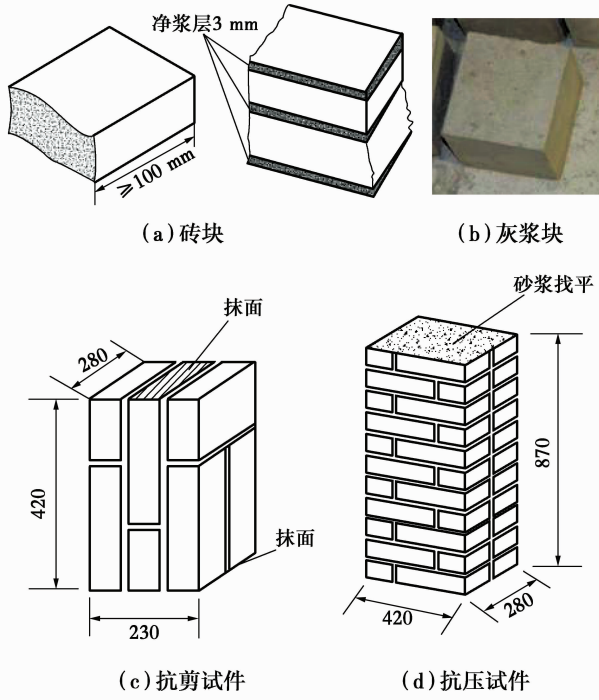 净浆层3 mm
≥100 mm
(a)砖块
(b)灰浆块
砂浆找平
抹面
280
420
870
抹面
230
420
280
(c)抗剪试件
(d)抗压试件